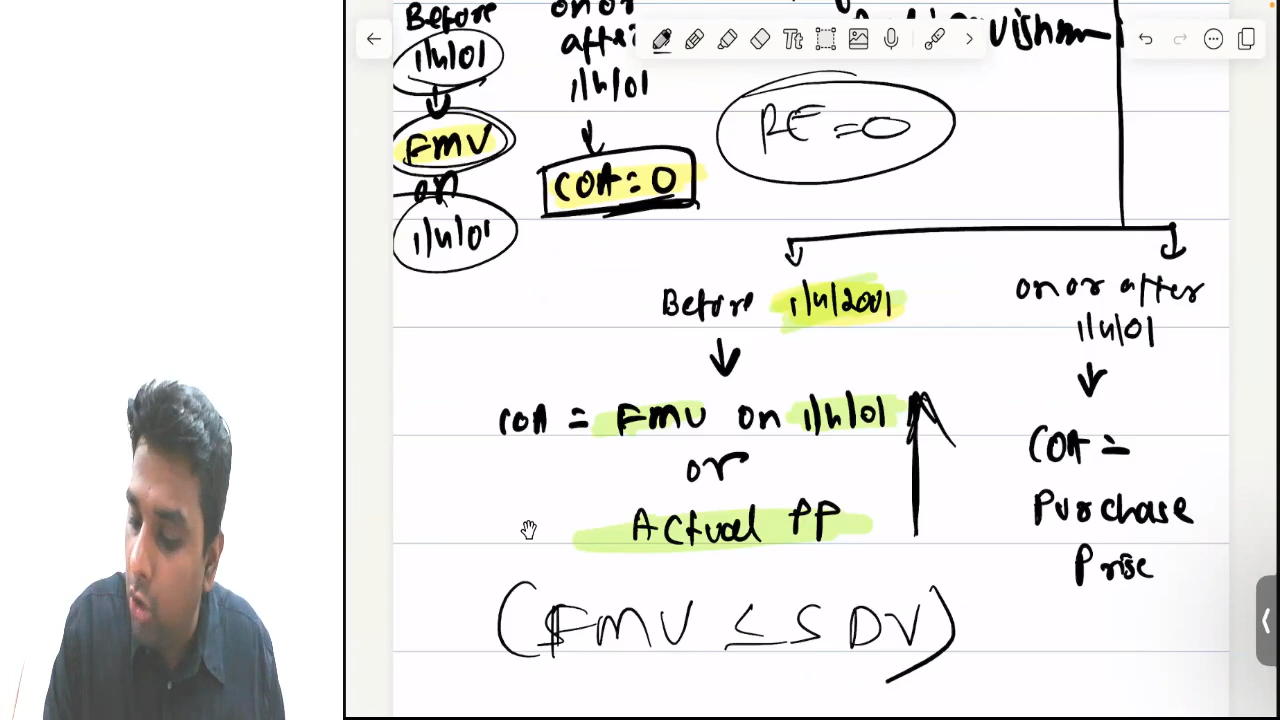 Before
1/4/01
FMV
on
1/4/01
on or
after
1/4/01
COA = 0
Tt
RE = 0
Before 1/4/2001
COA = FMV on 1/4/01
or
Actual PP
(FMV ≤ SDV)
on or after
1/4/01
COA =
Purchase
Price